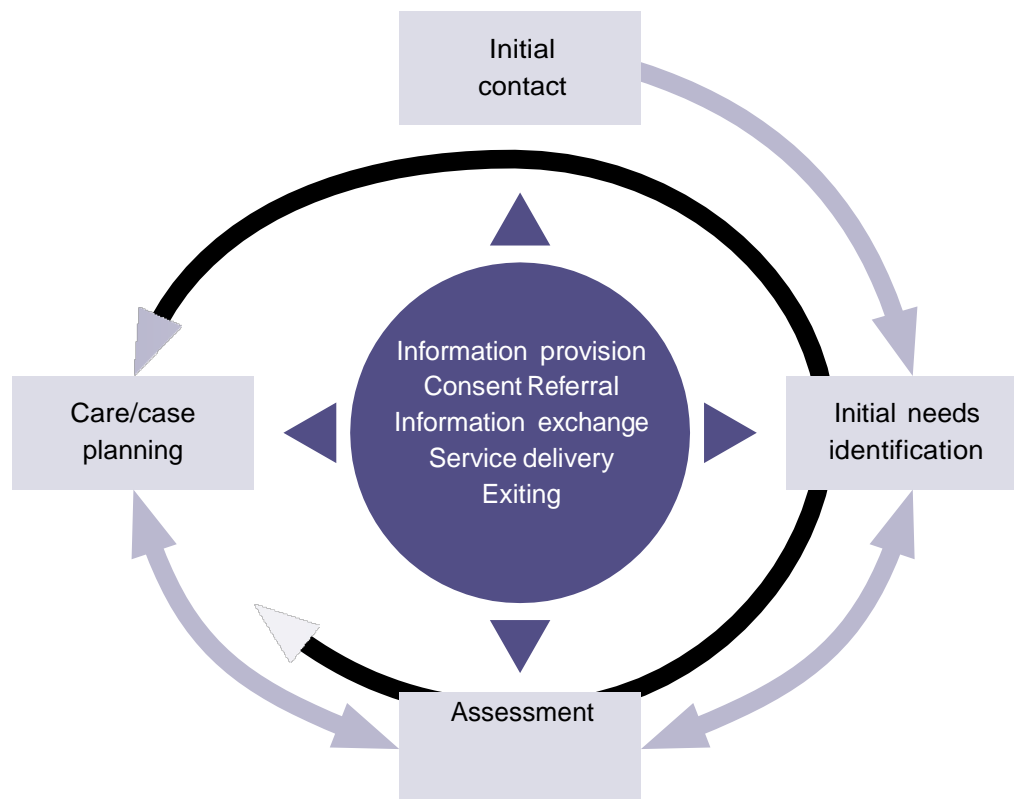 Initial
contact
Information provision
Consent Referral
Information exchange
Service delivery
Exiting
Care/case
planning
Initial needs
identification
Assessment